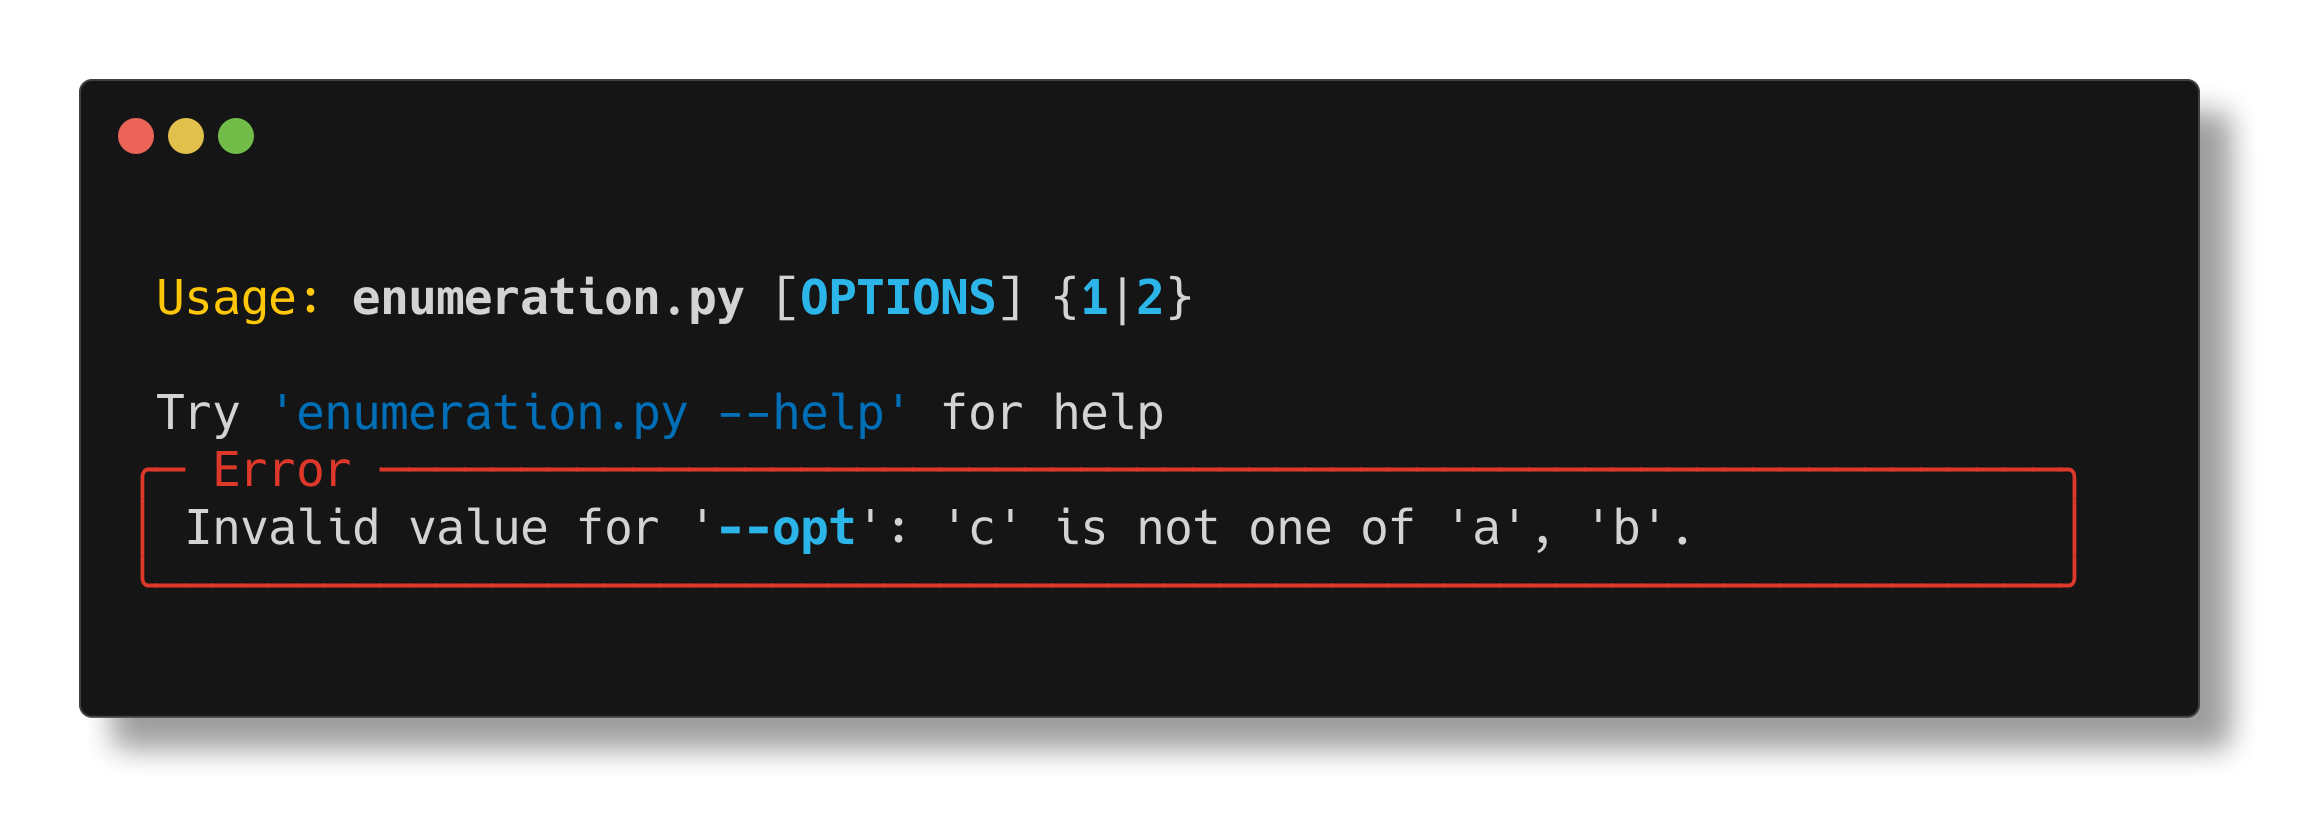 Usage: enumeration.py [OPTIONS] {1|2}
Try 'enumeration.py --help' for help
Error
Invalid value for '--opt': 'c' is not one of 'a', 'b'.